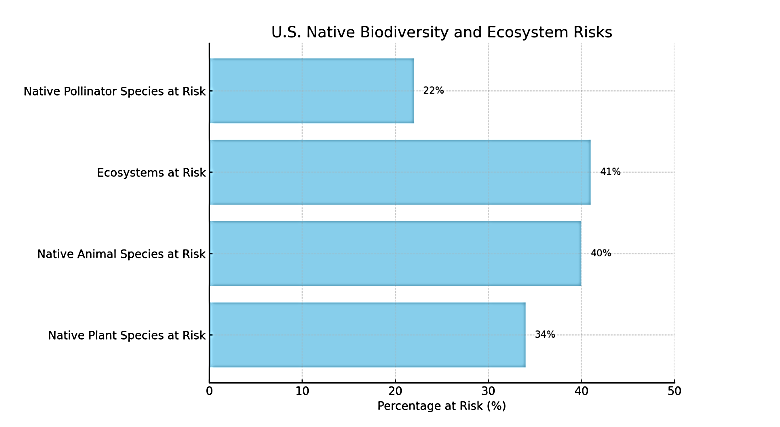 U.S. Native Biodiversity and Ecosystem Risks
Native Pollinator Species at Risk
22%
Ecosystems at Risk
41%
Native Animal Species at Risk
40%
Native Plant Species at Risk
34%
0 10 20 30 40 50
Percentage at Risk (%)